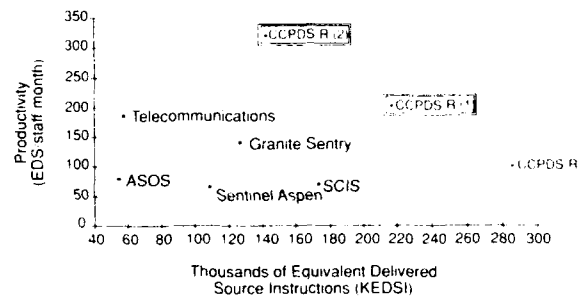 350
300
250
200
150
100
50
0
Productivity
(EDS staff month)
CCPDS R (2)
CCPDS R (1)
Telecommunications
Granite Sentry
CCPDS R
ASOS
Sentinel Aspen
SCIS
40 60 80 100 120 140 160 180 200 220 240 260 280 300
Thousands of Equivalent Delivered
Source Instructions (KEDSI)